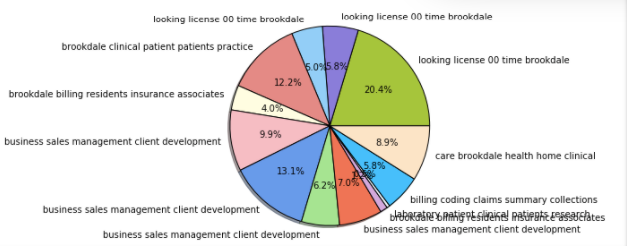 looking license 00 time brookdale
looking license 00 time brookdale
brookdale clinical patient patients practice
looking license 00 time brookdale
5.0%
5.8%
12.2%
20.4%
brookdale billing residents insurance associates
4.0%
business sales management client development
9.9%
8.9%
care brookdale health home clinical
13.1%
5.8%
6.2%
7.0%
billing coding claims summary collections
business sales management client development
laboratory patient clinical patients research
brookdale billing residents insurance associates
business sales management client development
business sales management client development